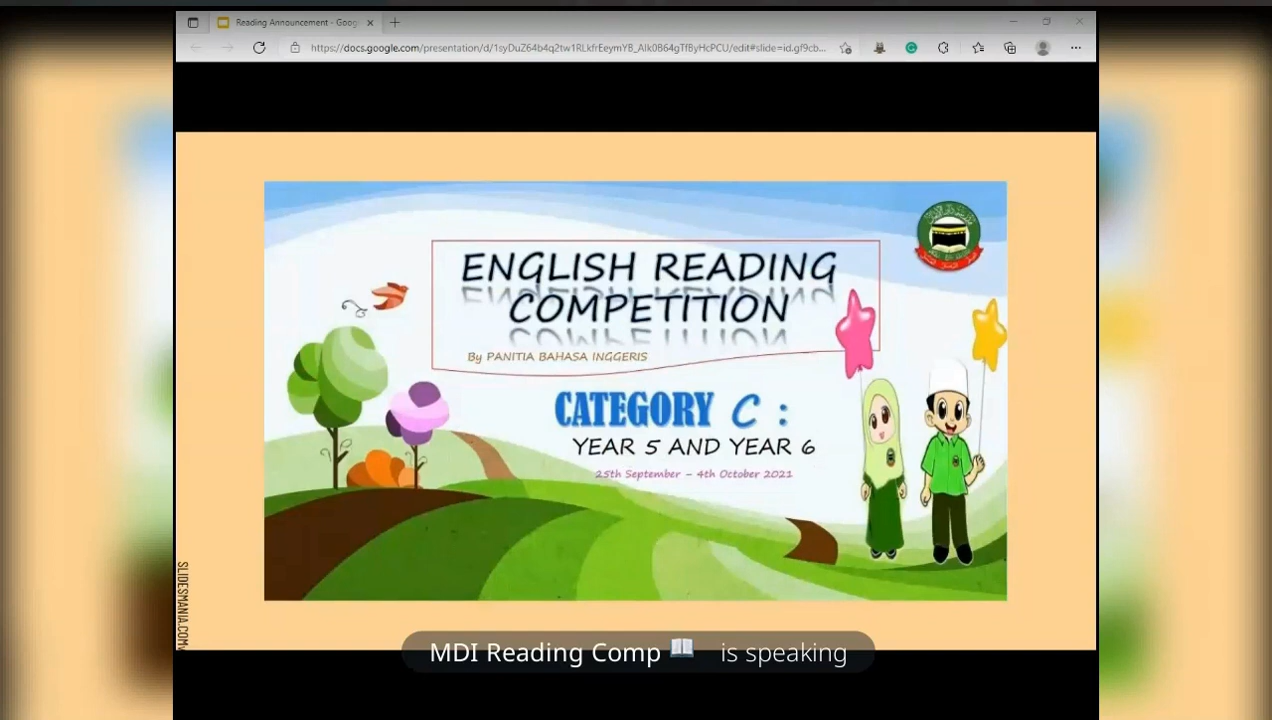 Reading Announcement - Goog
https://docs.google.com/presentation/d/1syDuZ64b4q2tw1RLkfrEeymYB_AIk0B64gTfByHcPCU/edit#slide=id.gf9cb...
ENGLISH READING
COMPETITION
By PANITIA BAHASA INGGERIS
CATEGORY C :
YEAR 5 AND YEAR 6
25th September – 4th October 2021
SLIDESMANIA.COM
MDI Reading Comp 📖 is speaking